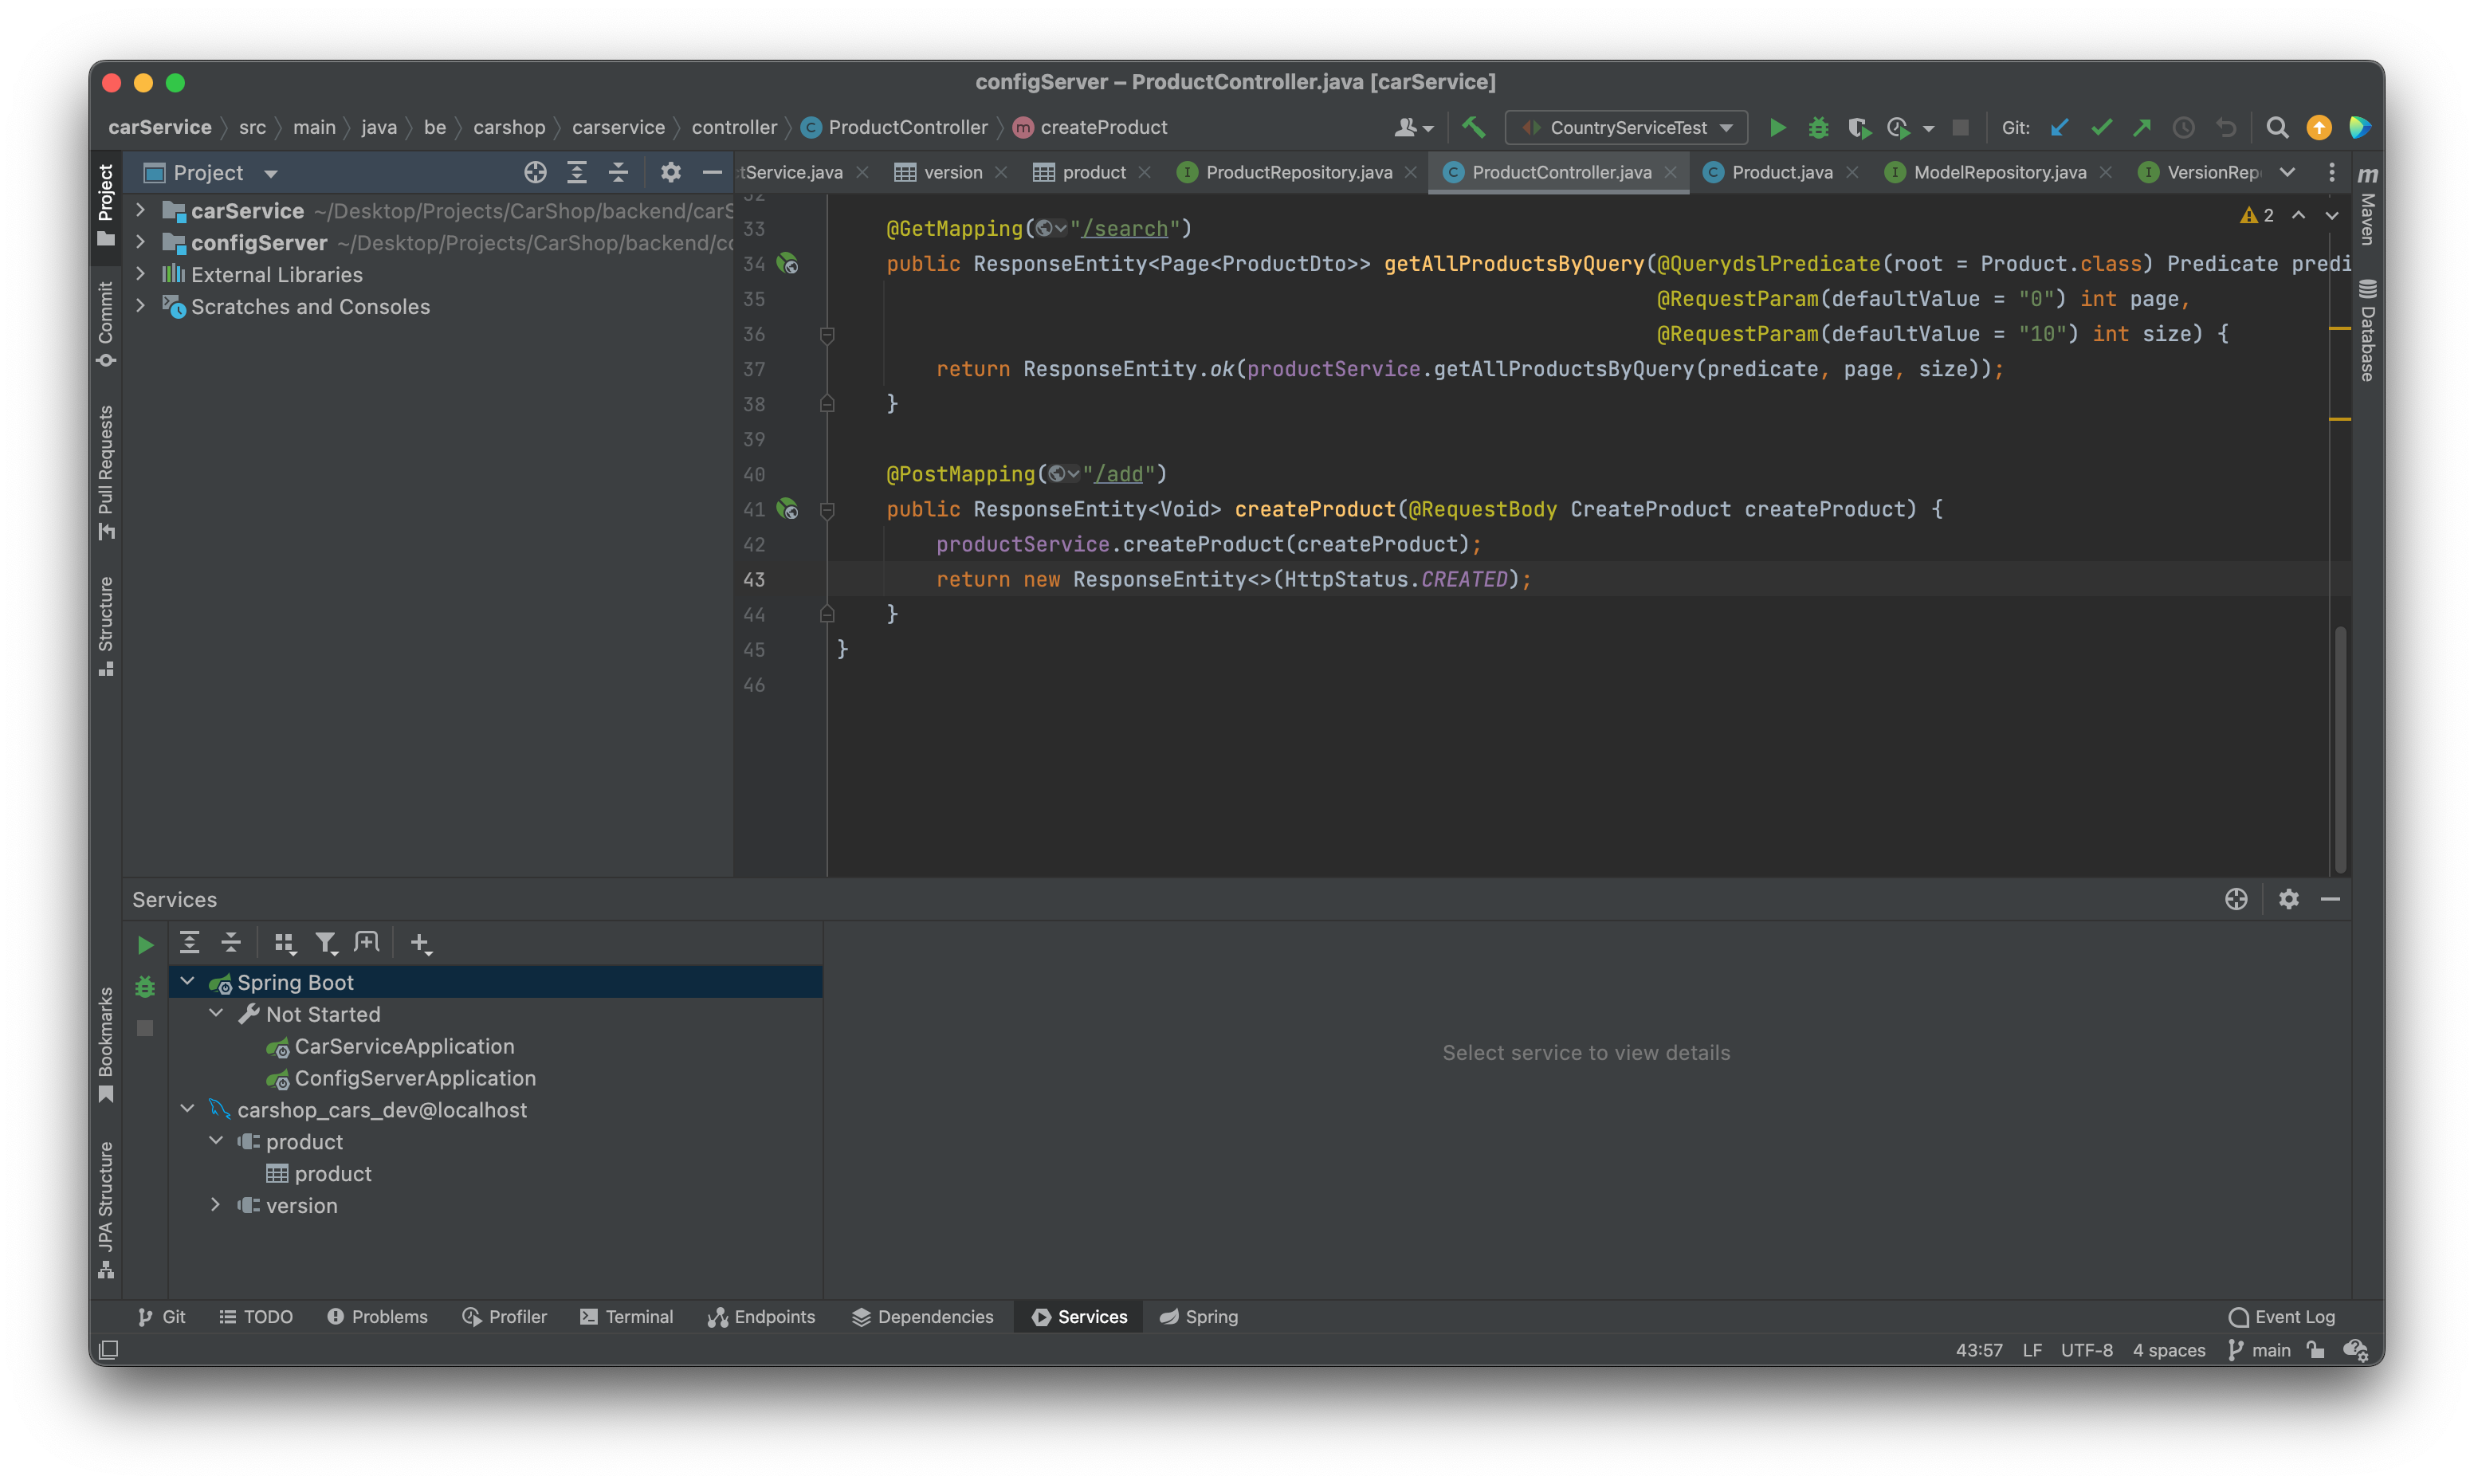 configServer – ProductController.java [carService]
carService src main java be carshop carservice controller ProductController createProduct
CountryServiceTest
Git:
Project
tService.java version product ProductRepository.java ProductController.java Product.java ModelRepository.java VersionRep
carService ~/Desktop/Projects/CarShop/backend/carS
configServer ~/Desktop/Projects/CarShop/backend/co
External Libraries
Scratches and Consoles
Project
Commit
Pull Requests
Structure
Bookmarks
JPA Structure
32
33 @GetMapping("/search")
34 public ResponseEntity<Page<ProductDto>> getAllProductsByQuery(@QuerydslPredicate(root = Product.class) Predicate predi
35 @RequestParam(defaultValue = "0") int page,
36 @RequestParam(defaultValue = "10") int size) {
37 return ResponseEntity.ok(productService.getAllProductsByQuery(predicate, page, size));
38 }
39
40 @PostMapping("/add")
41 public ResponseEntity<Void> createProduct(@RequestBody CreateProduct createProduct) {
42 productService.createProduct(createProduct);
43 return new ResponseEntity<>(HttpStatus.CREATED);
44 }
45 }
46
2
m Maven
Database
Services
Spring Boot
Not Started
CarServiceApplication
ConfigServerApplication
carshop_cars_dev@localhost
product
product
version
Select service to view details
Git TODO Problems Profiler Terminal Endpoints Dependencies Services Spring Event Log
43:57 LF UTF-8 4 spaces main